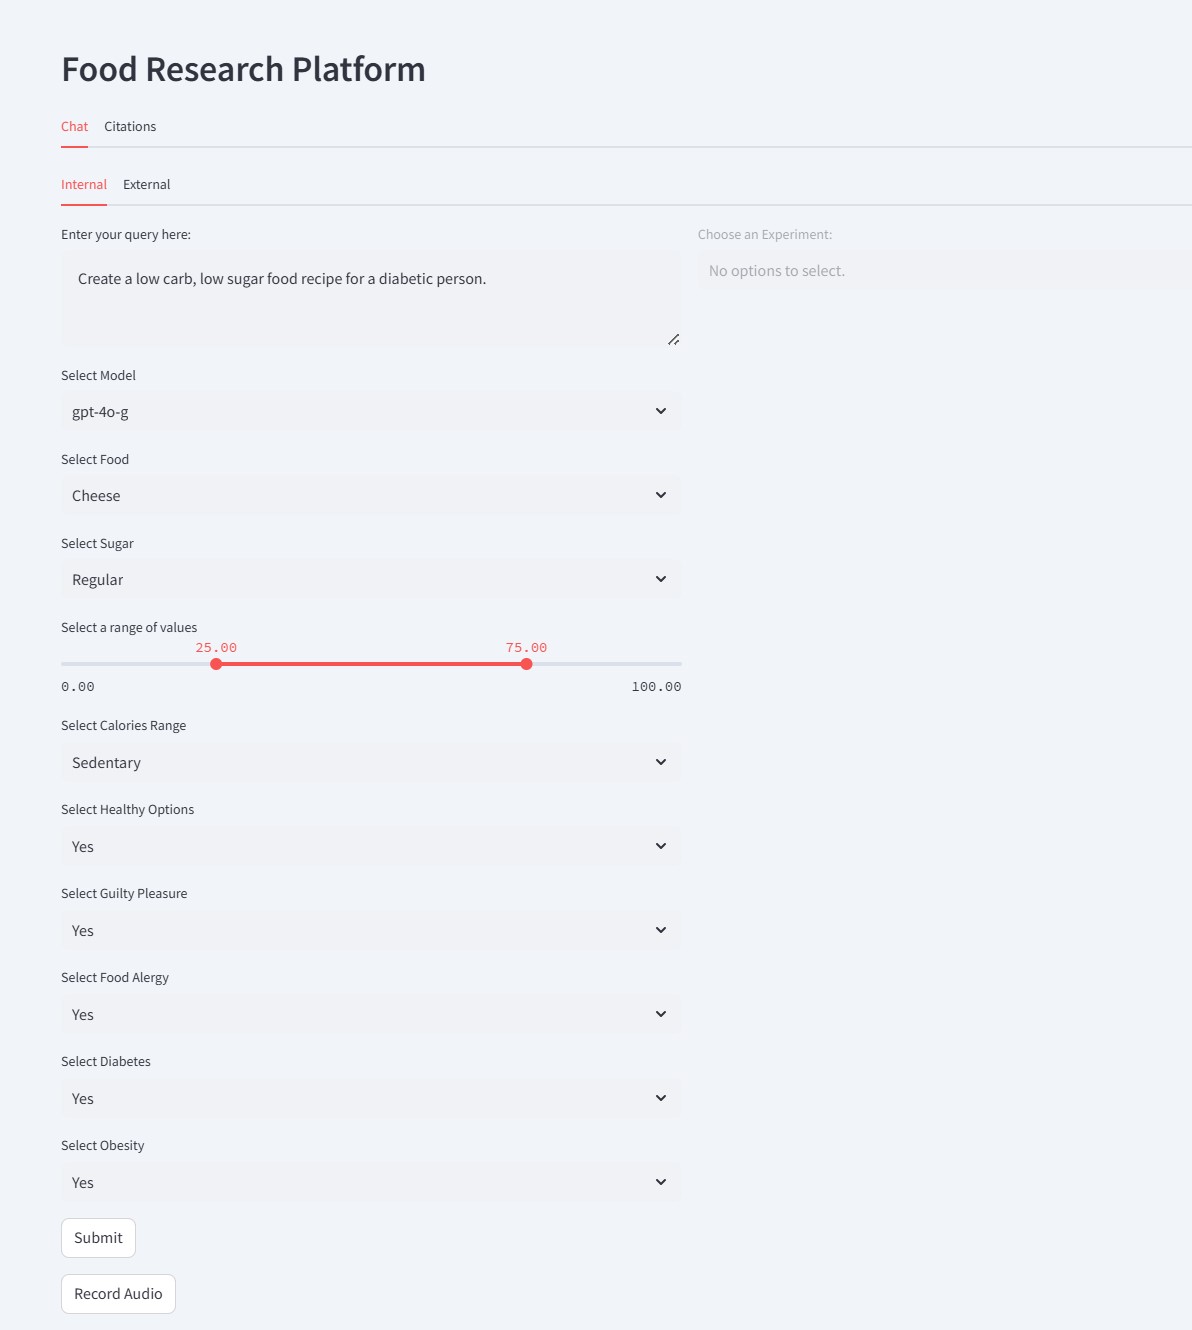 Food Research Platform
Chat Citations
Internal External
Enter your query here:
Create a low carb, low sugar food recipe for a diabetic person.
Choose an Experiment:
No options to select.
Select Model
gpt-4o-g
Select Food
Cheese
Select Sugar
Regular
Select a range of values
25.00 75.00
0.00 100.00
Select Calories Range
Sedentary
Select Healthy Options
Yes
Select Guilty Pleasure
Yes
Select Food Alergy
Yes
Select Diabetes
Yes
Select Obesity
Yes
Submit
Record Audio